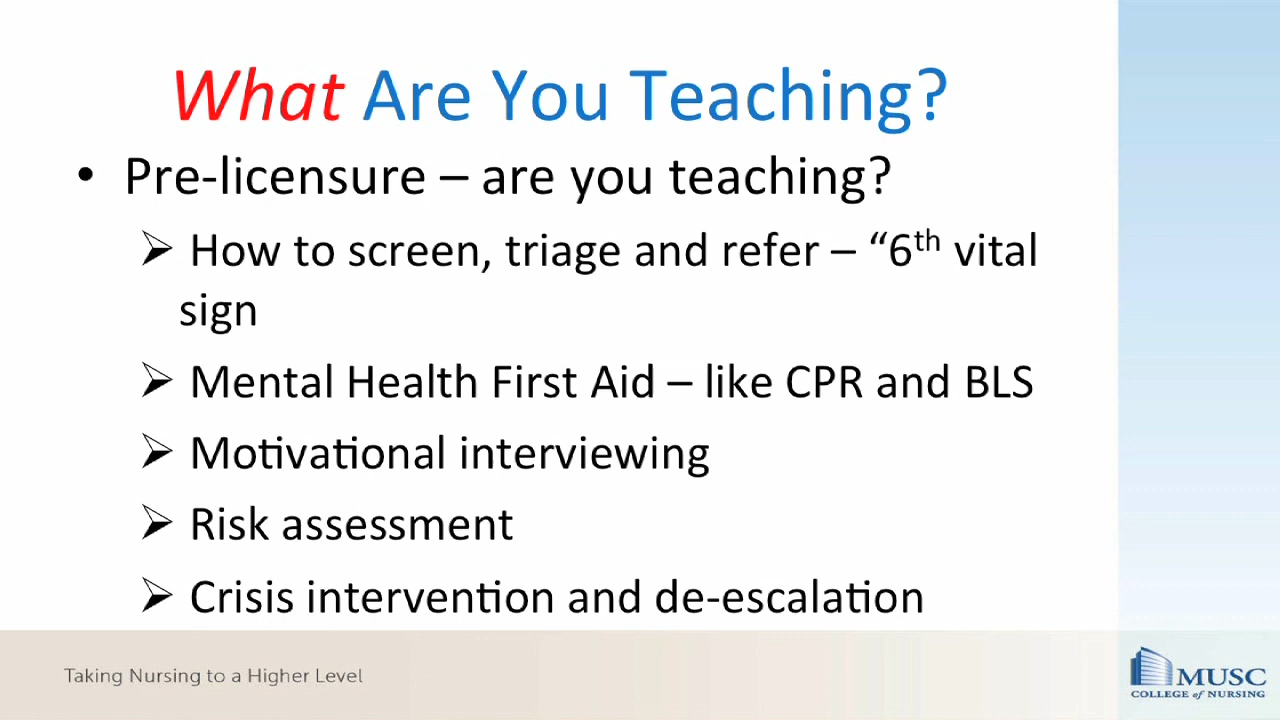 What Are You Teaching?
• Pre-licensure – are you teaching?
➢ How to screen, triage and refer – “6th vital
sign
➢ Mental Health First Aid – like CPR and BLS
➢ Motivational interviewing
➢ Risk assessment
➢ Crisis intervention and de-escalation
Taking Nursing to a Higher Level
MUSC
COLLEGE of NURSING